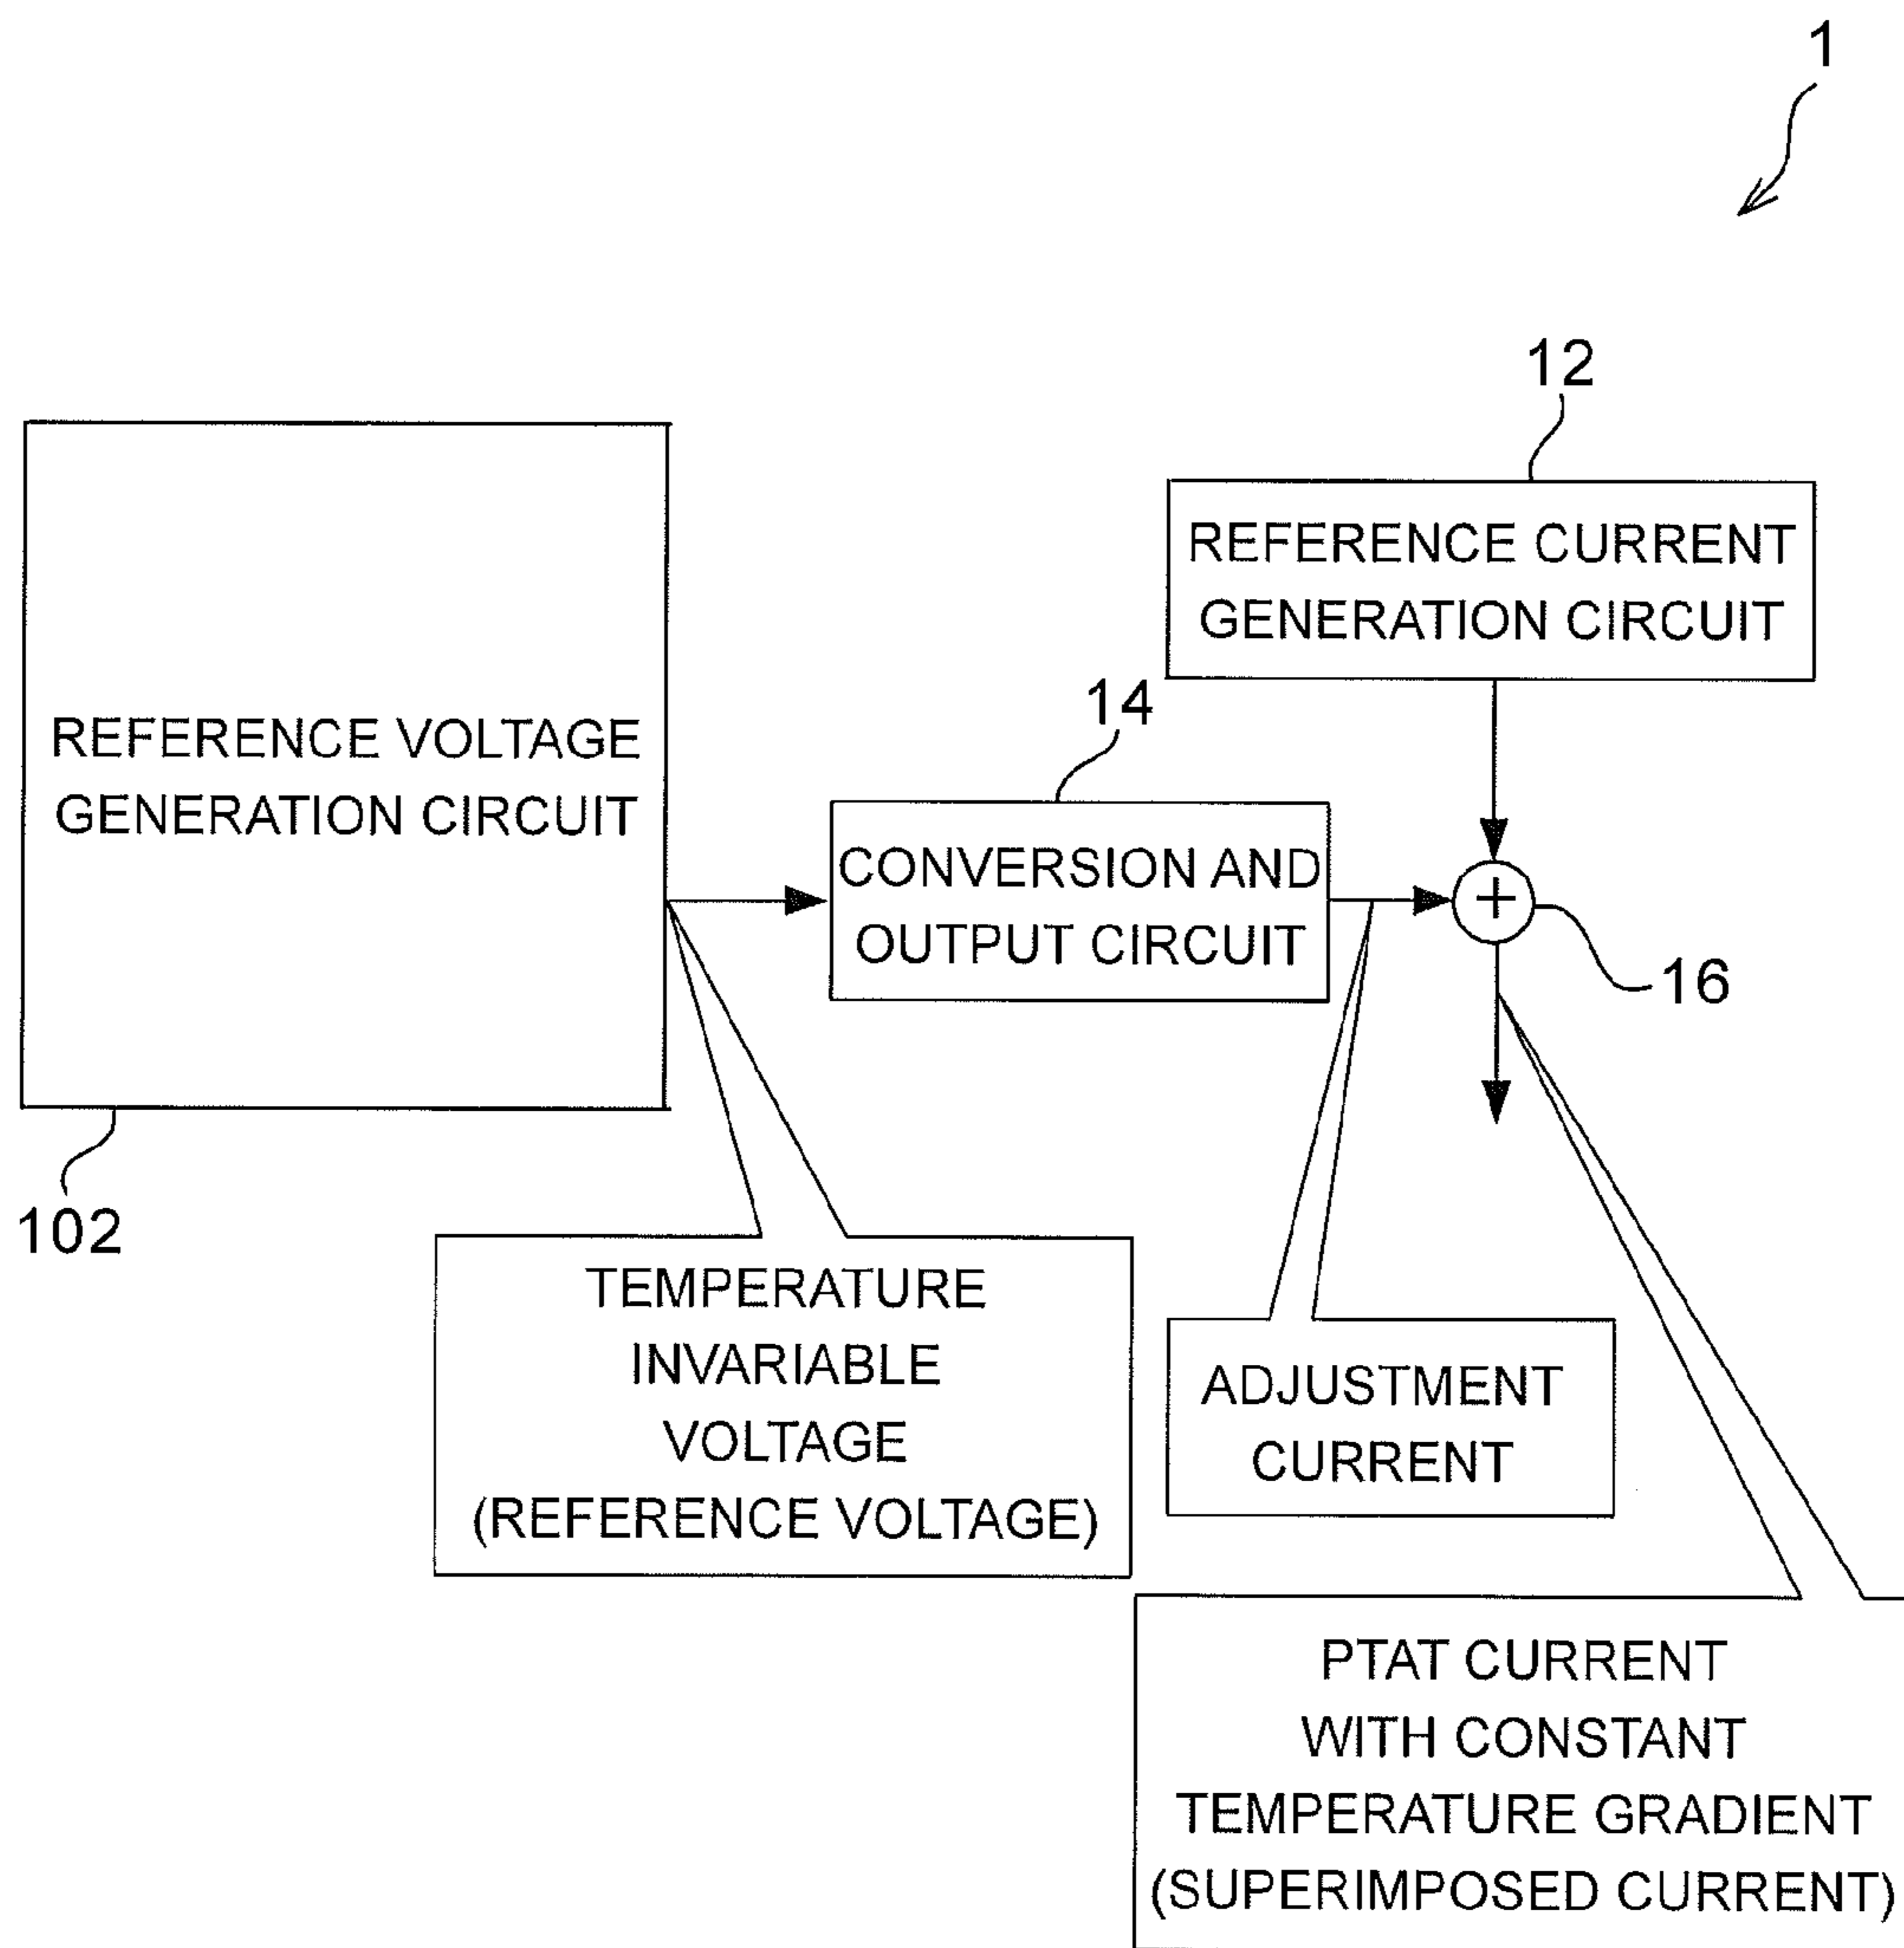 1
12
REFERENCE CURRENT
GENERATION CIRCUIT
REFERENCE VOLTAGE
GENERATION CIRCUIT
14
CONVERSION AND
OUTPUT CIRCUIT
+
16
102
TEMPERATURE
INVARIABLE
VOLTAGE
(REFERENCE VOLTAGE)
ADJUSTMENT
CURRENT
PTAT CURRENT
WITH CONSTANT
TEMPERATURE GRADIENT
(SUPERIMPOSED CURRENT)